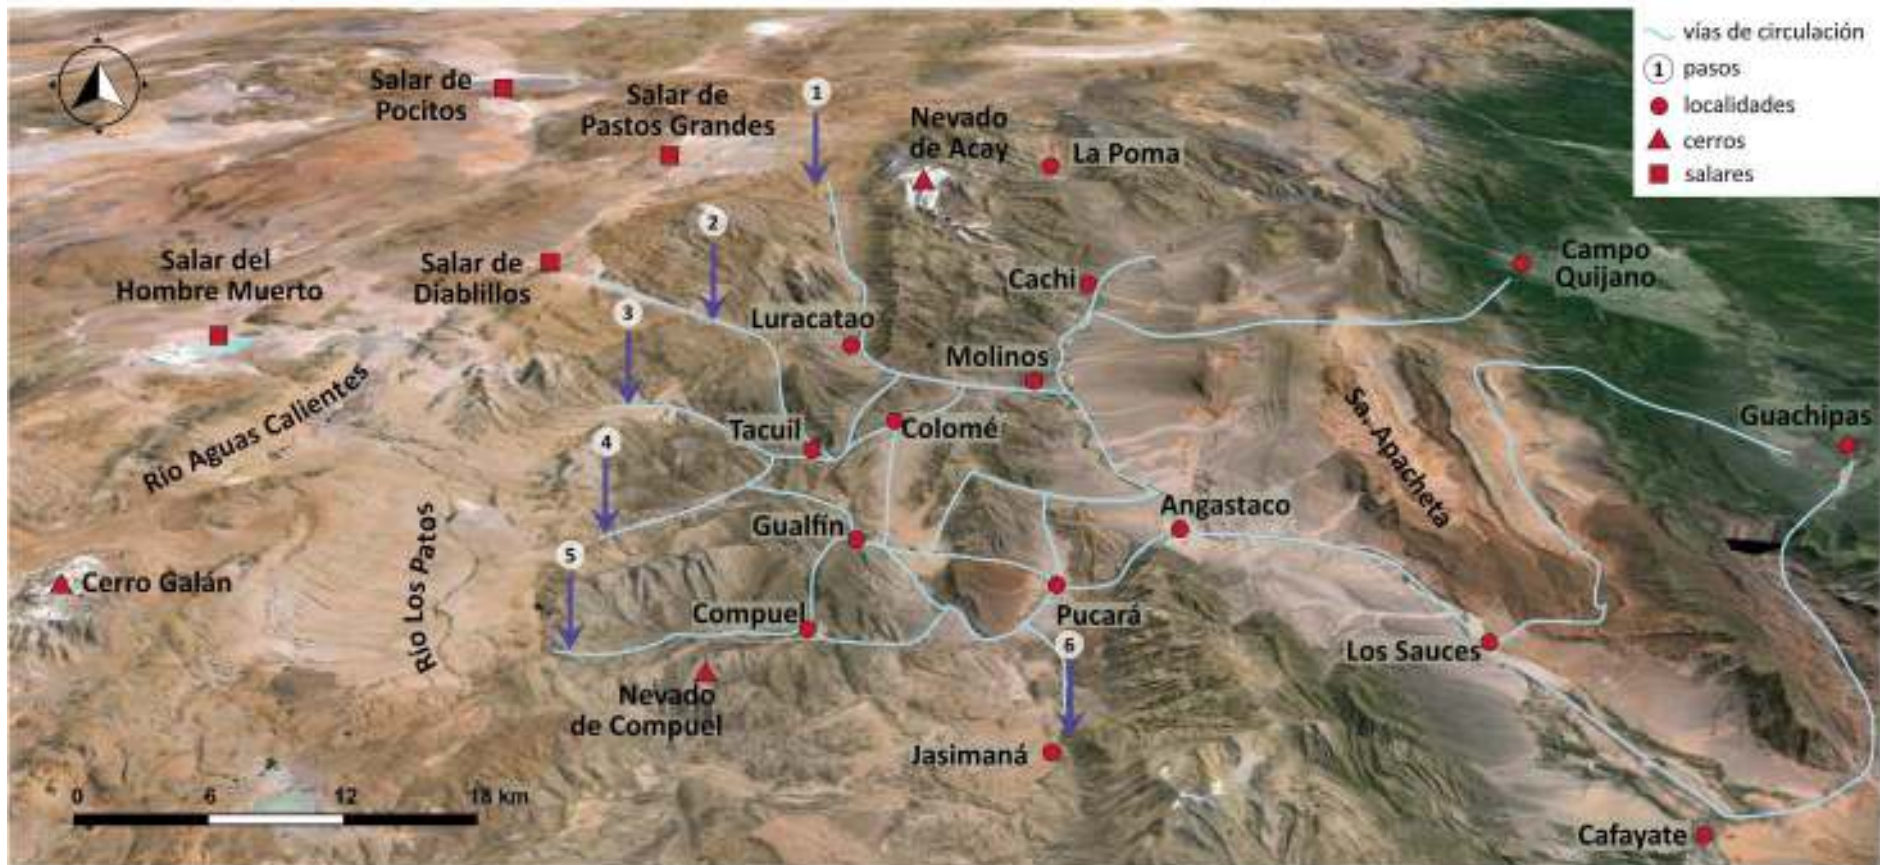 vías de circulación
1 pasos
localidades
cerros
salares
Salar de
Pocitos
Salar de
Pastos Grandes
1
Nevado
de Acay
La Poma
2
Salar del
Hombre Muerto
Salar de
Diablillos
3
Luracatao
Cachi
Campo
Quijano
Molinos
Río Aguas Calientes
4
Tacuil
Colomé
Sa. Apacheta
Guachipas
Río Los Patos
Gualfín
Angastaco
5
Cerro Galán
Compuel
Pucará
6
Los Sauces
Nevado
de Compuel
Jasimaná
0 6 12 18 km
Cafayate